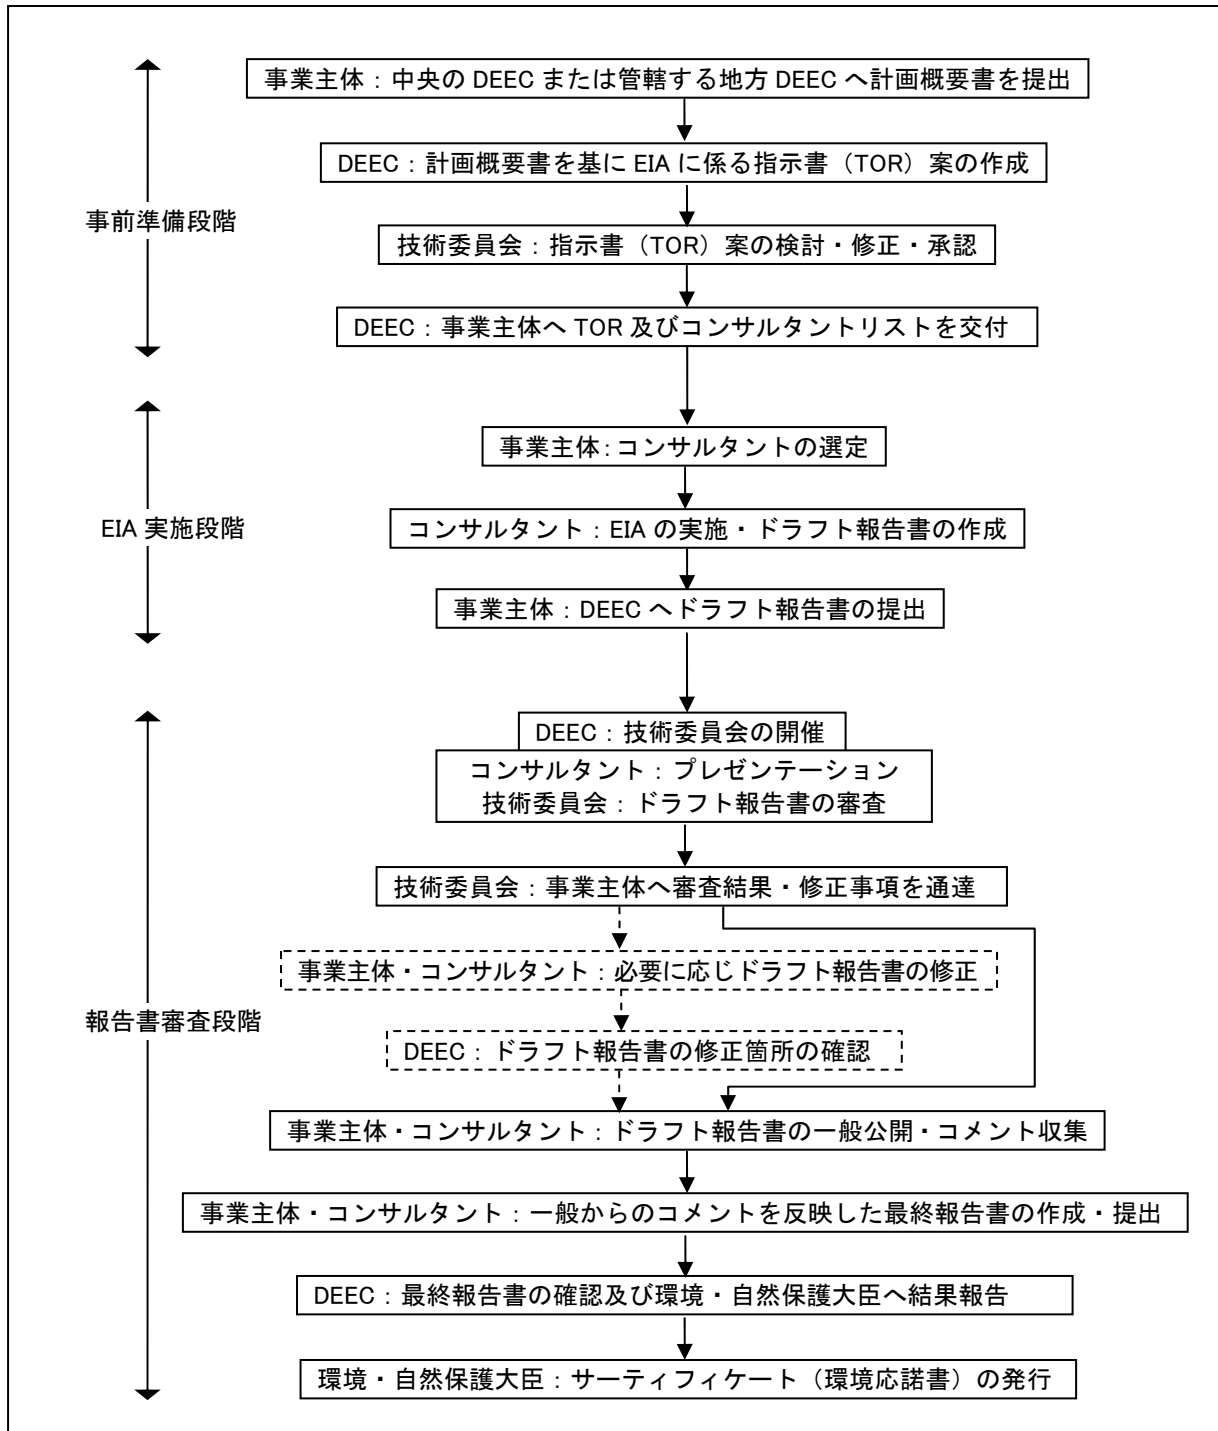 事業主体：中央の DEEC または管轄する地方 DEEC へ計画概要書を提出
DEEC：計画概要書を基に EIA に係る指示書（TOR）案の作成
事前準備段階
技術委員会：指示書（TOR）案の検討・修正・承認
DEEC：事業主体へ TOR 及びコンサルタントリストを交付
事業主体：コンサルタントの選定
EIA 実施段階
コンサルタント：EIA の実施・ドラフト報告書の作成
事業主体：DEEC へドラフト報告書の提出
DEEC：技術委員会の開催
コンサルタント：プレゼンテーション
技術委員会：ドラフト報告書の審査
技術委員会：事業主体へ審査結果・修正事項を通達
事業主体・コンサルタント：必要に応じドラフト報告書の修正
報告書審査段階
DEEC：ドラフト報告書の修正箇所の確認
事業主体・コンサルタント：ドラフト報告書の一般公開・コメント収集
事業主体・コンサルタント：一般からのコメントを反映した最終報告書の作成・提出
DEEC：最終報告書の確認及び環境・自然保護大臣へ結果報告
環境・自然保護大臣：サーティフィケート（環境応諾書）の発行